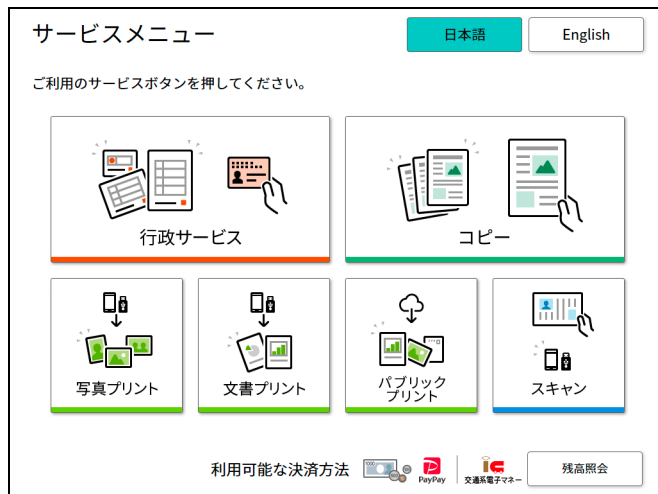 サービスメニュー
日本語
English
ご利用のサービスボタンを押してください。
行政サービス
コピー
写真プリント
文書プリント
パブリック
プリント
スキャン
利用可能な決済方法
1000
PayPay
交通系電子マネー
残高照会